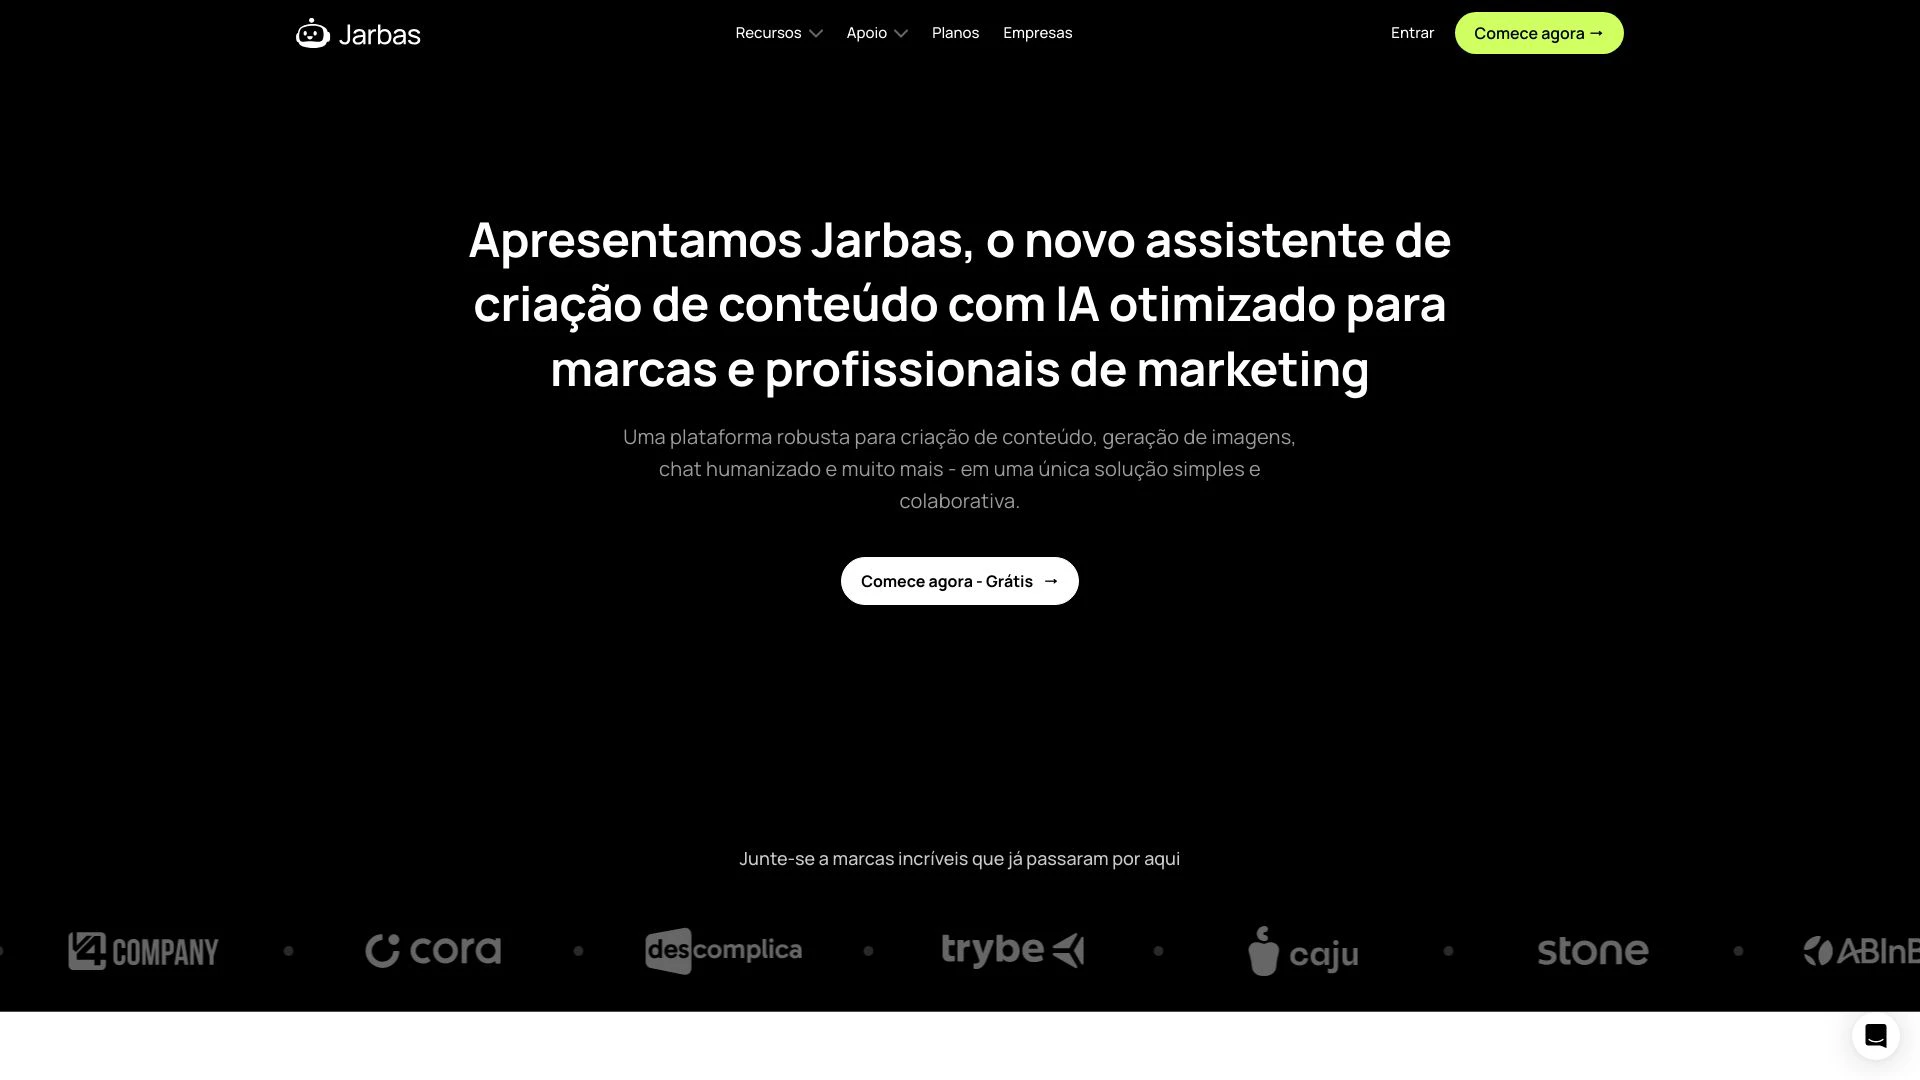 Jarbas
Recursos
Apoio
Planos
Empresas
Entrar
Comece agora →
Apresentamos Jarbas, o novo assistente de
criação de conteúdo com IA otimizado para
marcas e profissionais de marketing
Uma plataforma robusta para criação de conteúdo, geração de imagens,
chat humanizado e muito mais - em uma única solução simples e
colaborativa.
Comece agora - Grátis →
Junte-se a marcas incríveis que já passaram por aqui
V4 COMPANY
cora
descomplica
trybe
caju
stone
ABInB